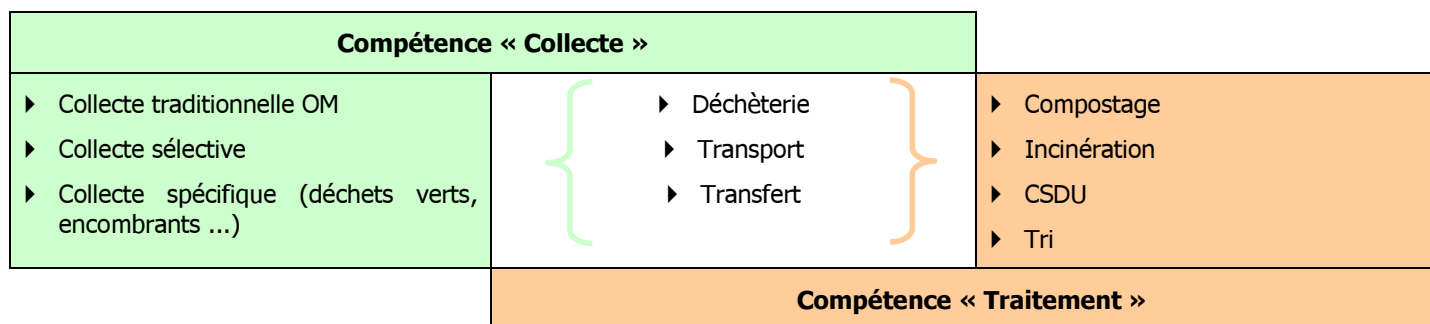 Compétence « Collecte »
Collecte traditionnelle OM
Collecte sélective
Collecte spécifique (déchets verts,
encombrants ...)
Déchèterie
Transport
Transfert
Compostage
Incinération
CSDU
Tri
Compétence « Traitement »